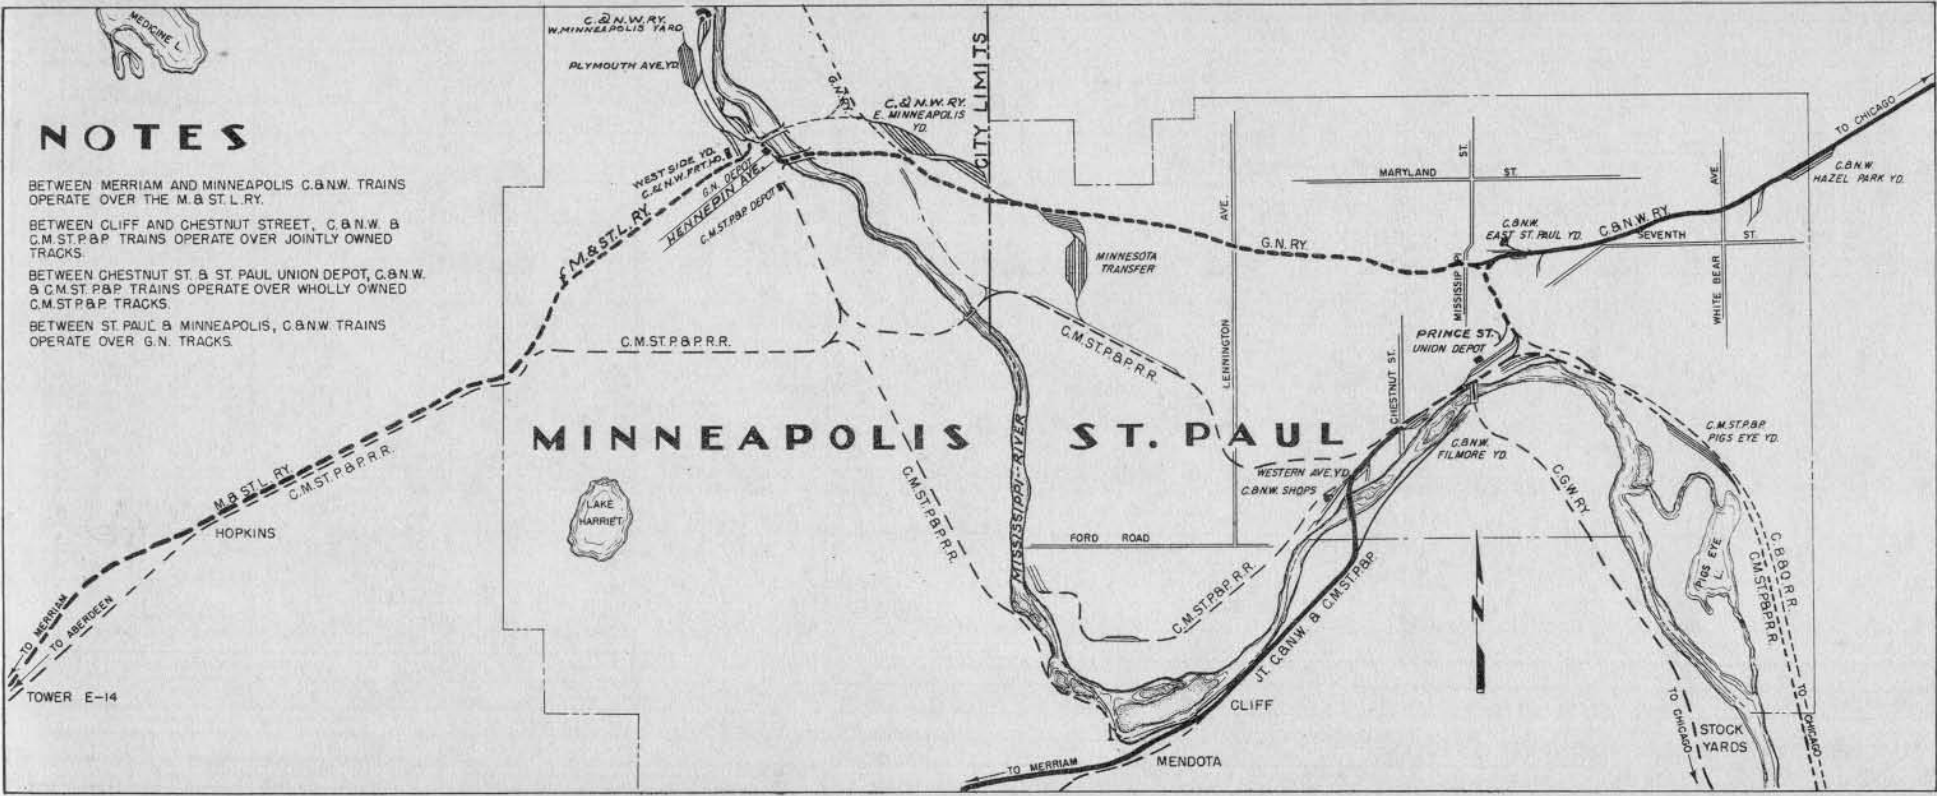 MEDICINE L.
NOTES
BETWEEN MERRIAM AND MINNEAPOLIS C.&N.W. TRAINS
OPERATE OVER THE M.& ST. L. RY.
BETWEEN CLIFF AND CHESTNUT STREET, C.&N.W. &
C.M.ST.P.&P TRAINS OPERATE OVER JOINTLY OWNED
TRACKS.
BETWEEN CHESTNUT ST. & ST. PAUL UNION DEPOT, C.&N.W.
& C.M.ST. P.&P TRAINS OPERATE OVER WHOLLY OWNED
C.M.ST.P.&P. TRACKS.
BETWEEN ST. PAUL & MINNEAPOLIS, C.&N.W. TRAINS
OPERATE OVER G.N. TRACKS.
C.&N.W.RY.
W.MINNEAPOLIS YARD
PLYMOUTH AVE.YD.
G.N.RY.
C.&N.W.RY.
E. MINNEAPOLIS
YD.
CITY LIMITS
WEST SIDE YD.
C.&N.W.FRT.HO.
G.N. DEPOT
HENNEPIN AVE.
C.M.ST.P.&P. DEPOT
M.&ST.L. RY.
MINNESOTA
TRANSFER
LENNINGTON
AVE.
MARYLAND ST.
MISSISSIPPI
ST.
G.N. RY.
C.&N.W.
EAST ST. PAUL YD.
C.&N.W. RY.
SEVENTH ST.
WHITE BEAR
AVE.
TO CHICAGO
C.&N.W.
HAZEL PARK YD.
C.M.ST.P.&P.R.R.
C.M.ST.P.&P.R.R.
PRINCE ST.
UNION DEPOT
CHESTNUT ST.
MINNEAPOLIS
ST. PAUL
MISSISSIPPI RIVER
C.M.ST.P.&P.R.R.
WESTERN AVE.YD.
C.&N.W. SHOPS
C.&N.W.
FILMORE YD.
C.M.ST.P.&P.
PIGS EYE YD.
C.G.W.RY.
M.& ST.L. RY.
C.M.ST.P.&P.R.R.
HOPKINS
LAKE
HARRIET
FORD ROAD
C.M.ST.P.&P. R.R.
JT. C.&N.W. & C.M.ST.P.&P.
N
PIGS EYE
L.
C.B.&Q.R.R.
C.M.ST.P.&P.R.R.
TO MERRIAM
TO ABERDEEN
TOWER E-14
CLIFF
MENDOTA
TO MERRIAM
TO CHICAGO
STOCK
YARDS
TO CHICAGO